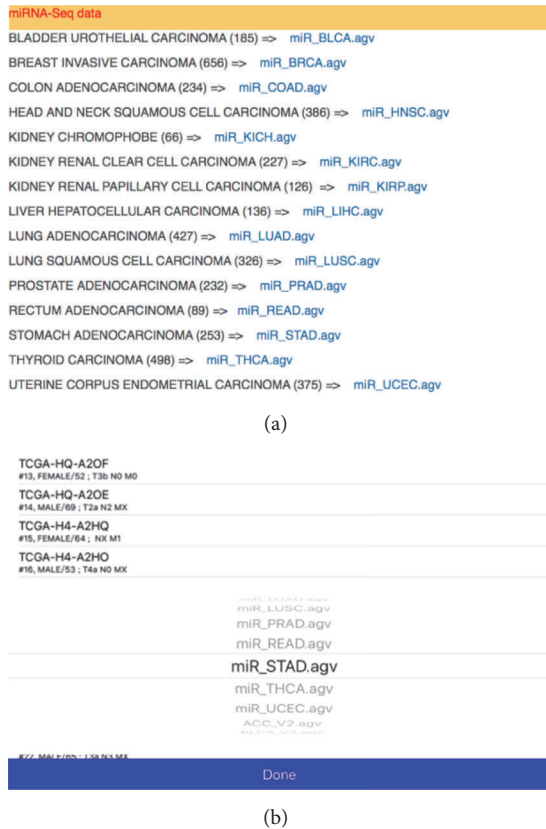 miRNA-Seq data
BLADDER UROTHELIAL CARCINOMA (185) => miR_BLCA.agv
BREAST INVASIVE CARCINOMA (656) => miR_BRCA.agv
COLON ADENOCARCINOMA (234) => miR_COAD.agv
HEAD AND NECK SQUAMOUS CELL CARCINOMA (386) => miR_HNSC.agv
KIDNEY CHROMOPHOBE (66) => miR_KICH.agv
KIDNEY RENAL CLEAR CELL CARCINOMA (227) => miR_KIRC.agv
KIDNEY RENAL PAPILLARY CELL CARCINOMA (126) => miR_KIRP.agv
LIVER HEPATOCELLULAR CARCINOMA (136) => miR_LIHC.agv
LUNG ADENOCARCINOMA (427) => miR_LUAD.agv
LUNG SQUAMOUS CELL CARCINOMA (326) => miR_LUSC.agv
PROSTATE ADENOCARCINOMA (232) => miR_PRAD.agv
RECTUM ADENOCARCINOMA (89) => miR_READ.agv
STOMACH ADENOCARCINOMA (253) => miR_STAD.agv
THYROID CARCINOMA (498) => miR_THCA.agv
UTERINE CORPUS ENDOMETRIAL CARCINOMA (375) => miR_UCEC.agv
(a)
TCGA-HQ-A2OF
#13, FEMALE/52 ; T3b N0 M0
TCGA-HQ-A2OE
#14, MALE/69 ; T2a N2 MX
TCGA-H4-A2HQ
#15, FEMALE/64 ; NX M1
TCGA-H4-A2HO
#16, MALE/53 ; T4a N0 MX
miR_LUSC.agv
miR_PRAD.agv
miR_READ.agv
miR_STAD.agv
miR_THCA.agv
miR_UCEC.agv
ACC_V2.agv
#22, MALE/65 ; T3a N3 MX
Done
(b)